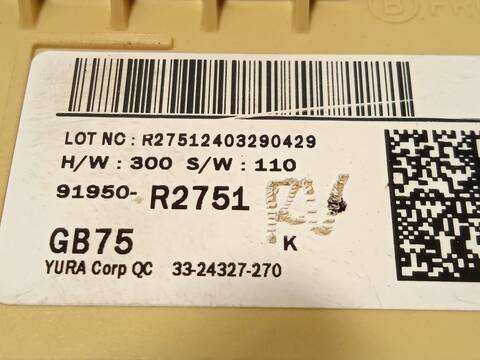 LOT NO : R27512403290429
H/W : 300 S/W : 110
91950- R2751
GB75 K
YURA Corp QC 33-24327-270